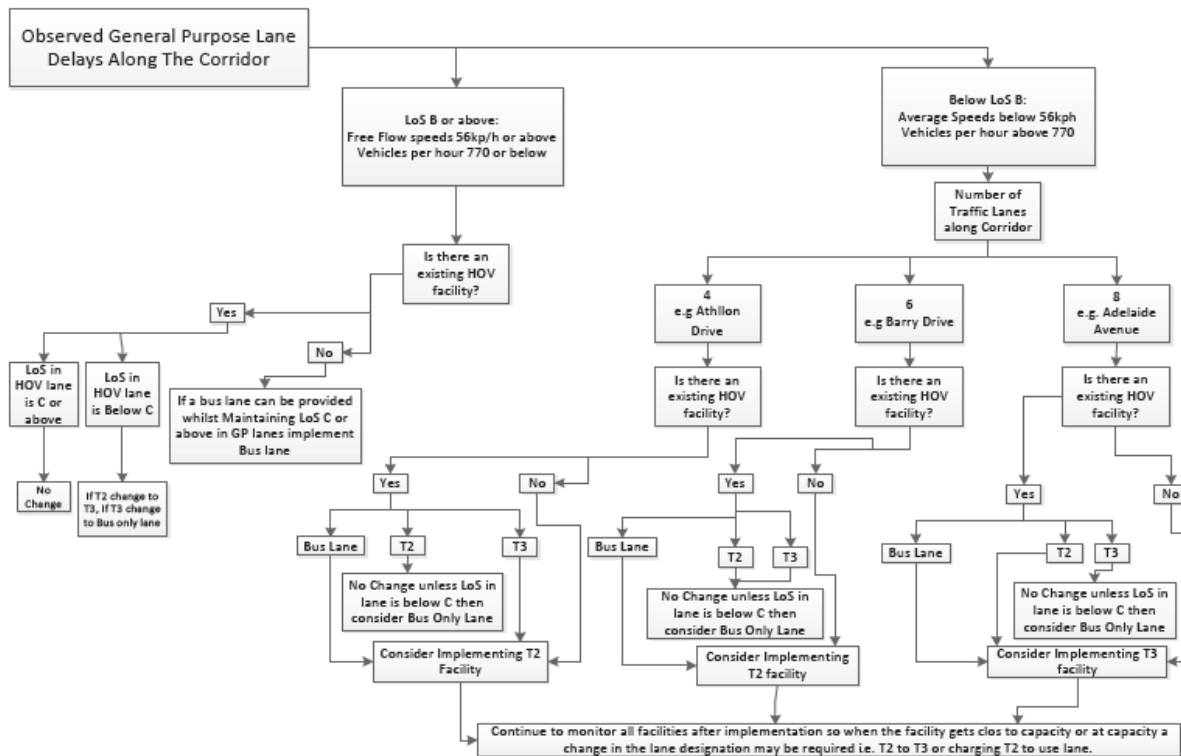 Observed General Purpose Lane
Delays Along The Corridor
LoS B or above:
Free Flow speeds 56kp/h or above
Vehicles per hour 770 or below
Below LoS B:
Average Speeds below 56kph
Vehicles per hour above 770
Number of
Traffic Lanes
along Corridor
Is there an
existing HOV
facility?
4
e.g Athllon
Drive
6
e.g Barry Drive
8
e.g. Adelaide
Avenue
Yes
No
LoS in
HOV lane
is C or
above
LoS in
HOV lane
is Below C
If a bus lane can be provided
whilst Maintaining LoS C or
above in GP lanes implement
Bus lane
No
Change
If T2 change to
T3, If T3 change
to Bus only lane
Is there an
existing HOV
facility?
Is there an
existing HOV
facility?
Is there an
existing HOV
facility?
Yes
No
Yes
No
Yes
No
Bus Lane
T2
T3
Bus Lane
T2
T3
Bus Lane
T2
T3
No Change unless LoS in
lane is below C then
consider Bus Only Lane
No Change unless LoS in
lane is below C then
consider Bus Only Lane
No Change unless LoS in
lane is below C then
consider Bus Only Lane
Consider Implementing T2
Facility
Consider Implementing
T2 facility
Consider Implementing T3
facility
Continue to monitor all facilities after implementation so when the facility gets clos to capacity or at capacity a
change in the lane designation may be required i.e. T2 to T3 or charging T2 to use lane.